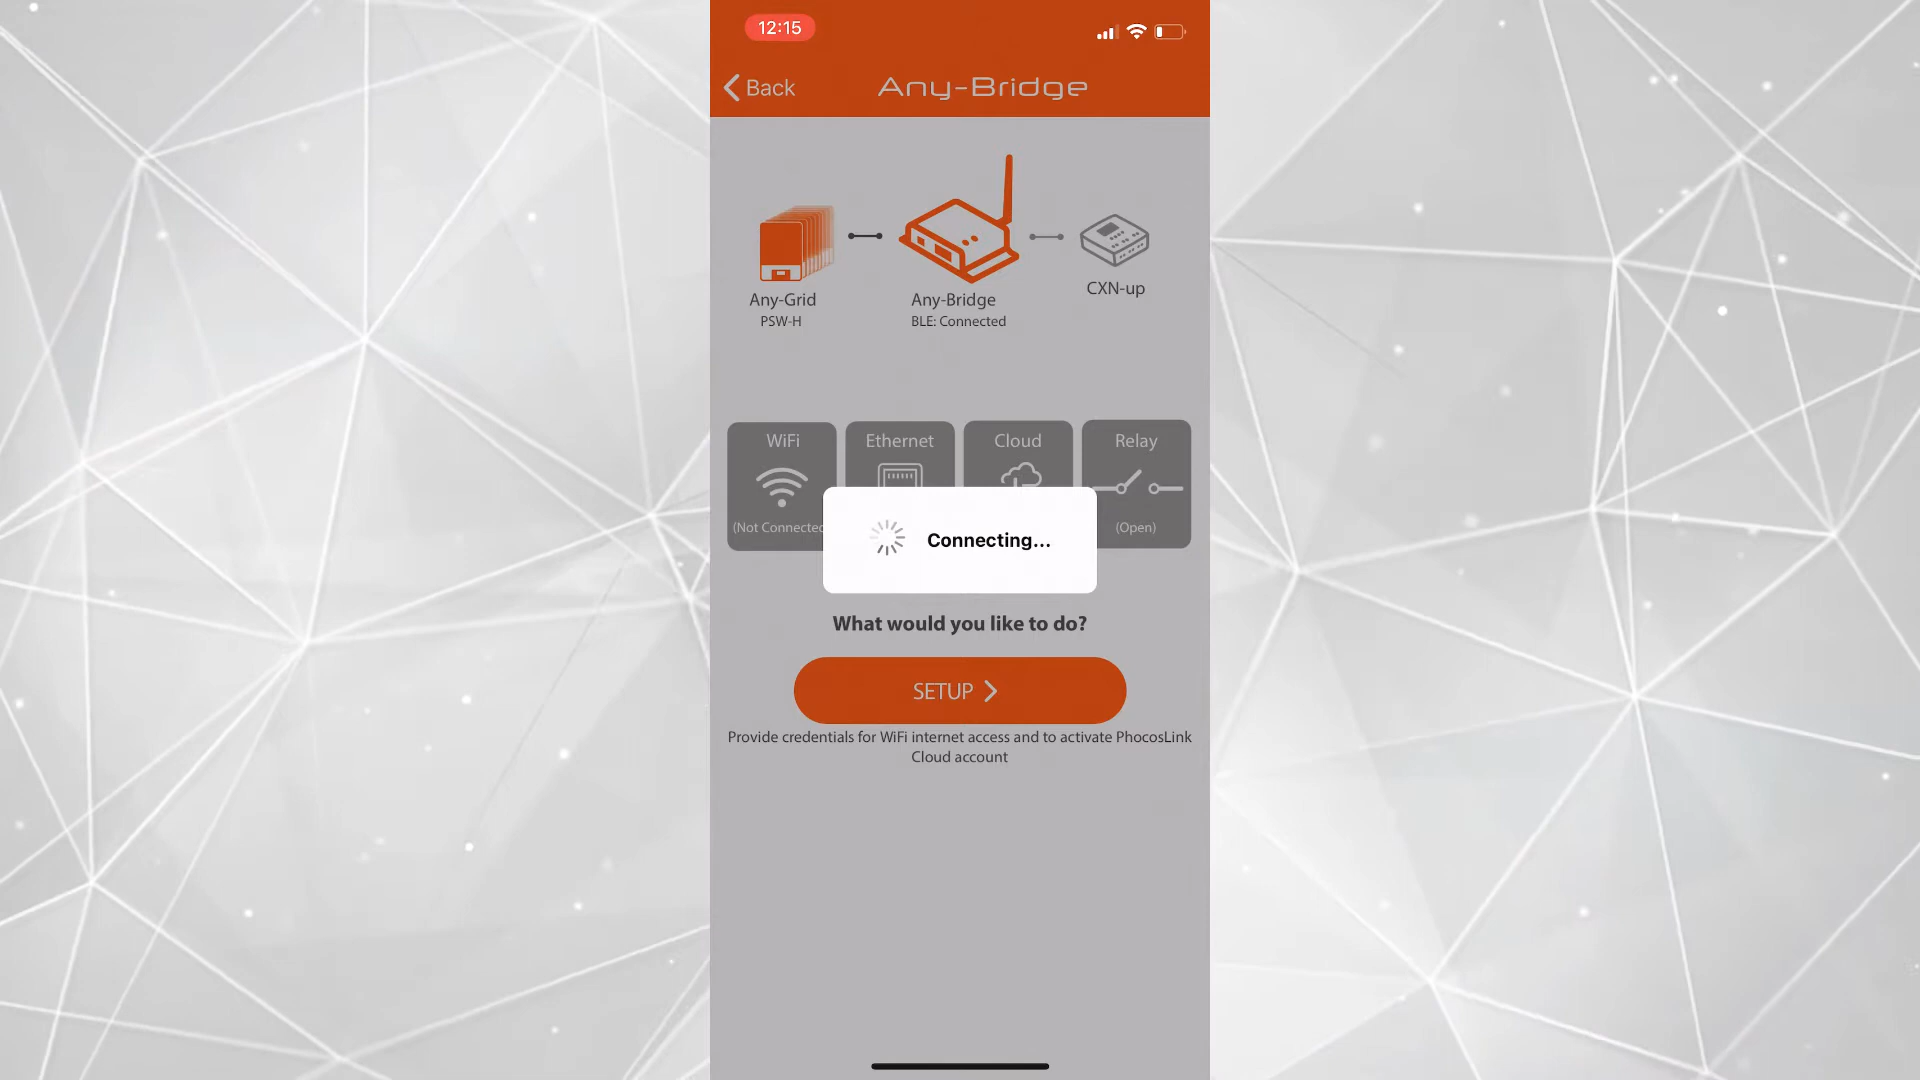 12:15
Back
Any-Bridge
Any-Grid
PSW-H
Any-Bridge
BLE: Connected
CXN-up
WiFi
Ethernet
Cloud
Relay
(Not Connected
(Open)
Connecting...
What would you like to do?
SETUP
Provide credentials for WiFi internet access and to activate PhocosLink
Cloud account